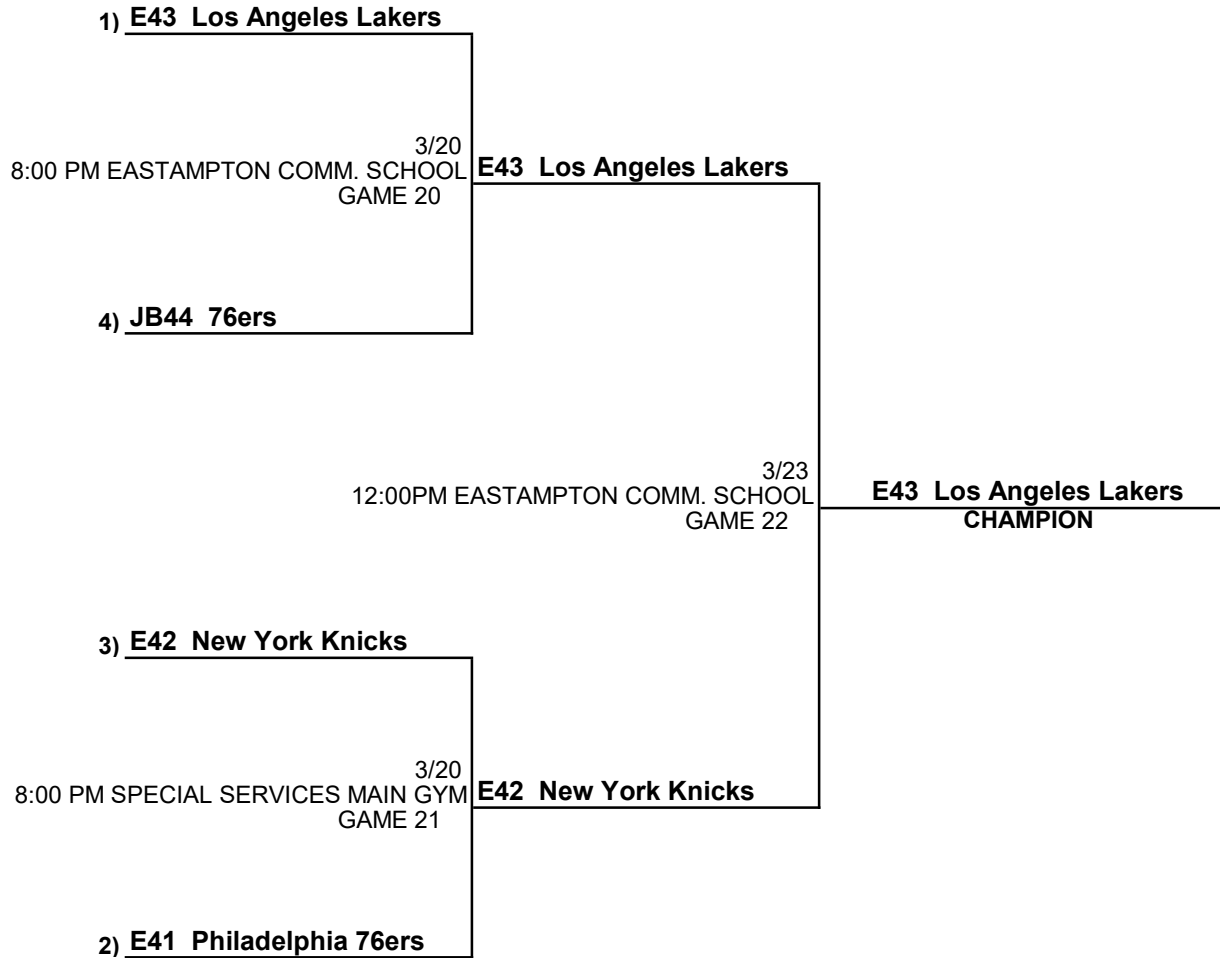 1) E43 Los Angeles Lakers
3/20
8:00 PM EASTAMPTON COMM. SCHOOL
GAME 20
E43 Los Angeles Lakers
4) JB44 76ers
3/23
12:00PM EASTAMPTON COMM. SCHOOL
GAME 22
E43 Los Angeles Lakers
CHAMPION
3) E42 New York Knicks
3/20
8:00 PM SPECIAL SERVICES MAIN GYM
GAME 21
E42 New York Knicks
2) E41 Philadelphia 76ers